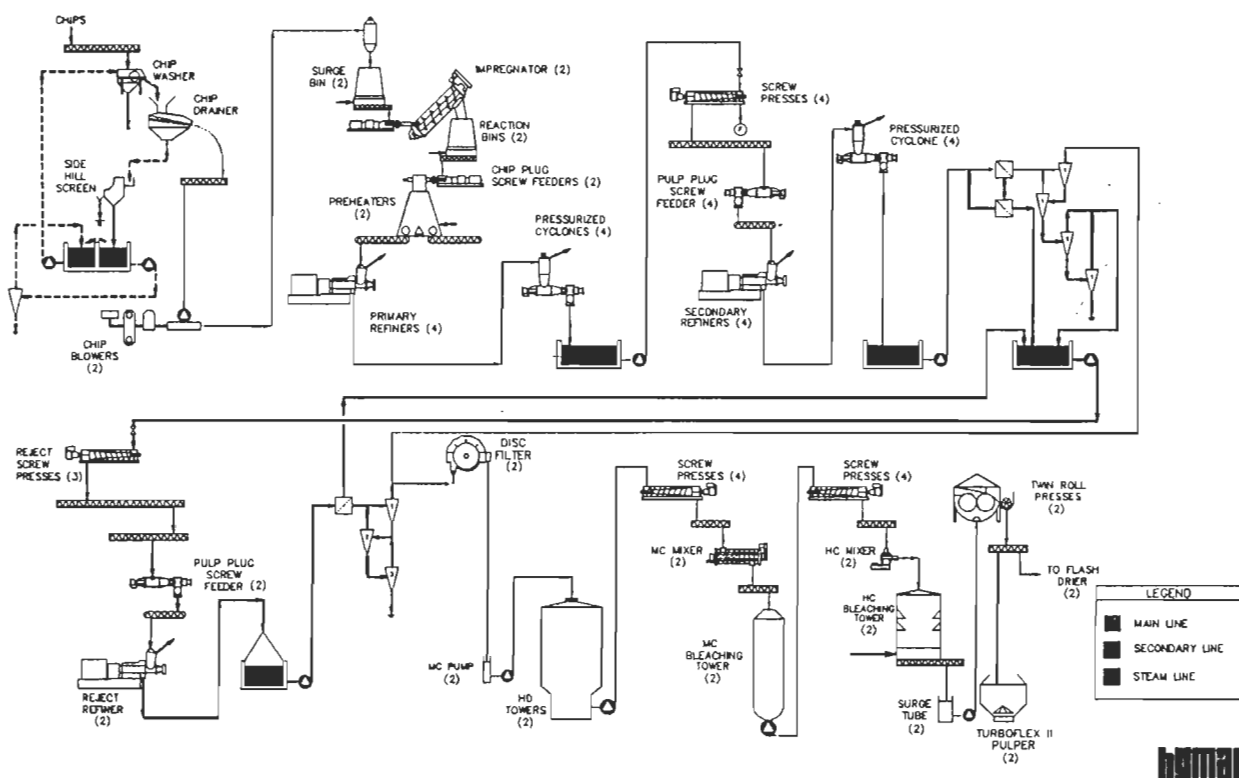 CHIPS
CHIP
WASHER
CHIP
DRAINER
SIDE
HILL
SCREEN
CHIP
BLOWERS
(2)
SURGE
BIN (2)
IMPREGNATOR (2)
REACTION
BINS (2)
CHIP PLUG
SCREW FEEDERS (2)
PREHEATERS
(2)
PRESSURIZED
CYCLONES (4)
PRIMARY
REFINERS (4)
SCREW
PRESSES (4)
P
PULP PLUG
SCREW
FEEDER (4)
SECONDARY
REFINERS (4)
PRESSURIZED
CYCLONE (4)
REJECT
SCREW
PRESSES (3)
PULP PLUG
SCREW
FEEDER (2)
REJECT
REFINER
(2)
1
2
3
DISC
FILTER
(2)
MC PUMP
(2)
HD
TOWERS
(2)
SCREW
PRESSES (4)
MC MIXER
(2)
MC
BLEACHING
TOWER
(2)
SCREW
PRESSES (4)
HC MIXER
(2)
HC
BLEACHING
TOWER
(2)
SURGE
TUBE
(2)
TWIN ROLL
PRESSES
(2)
TO FLASH
DRIER
(2)
TURBOFLEX II
PULPER
(2)
LEGEND
MAIN LINE
SECONDARY LINE
STEAM LINE